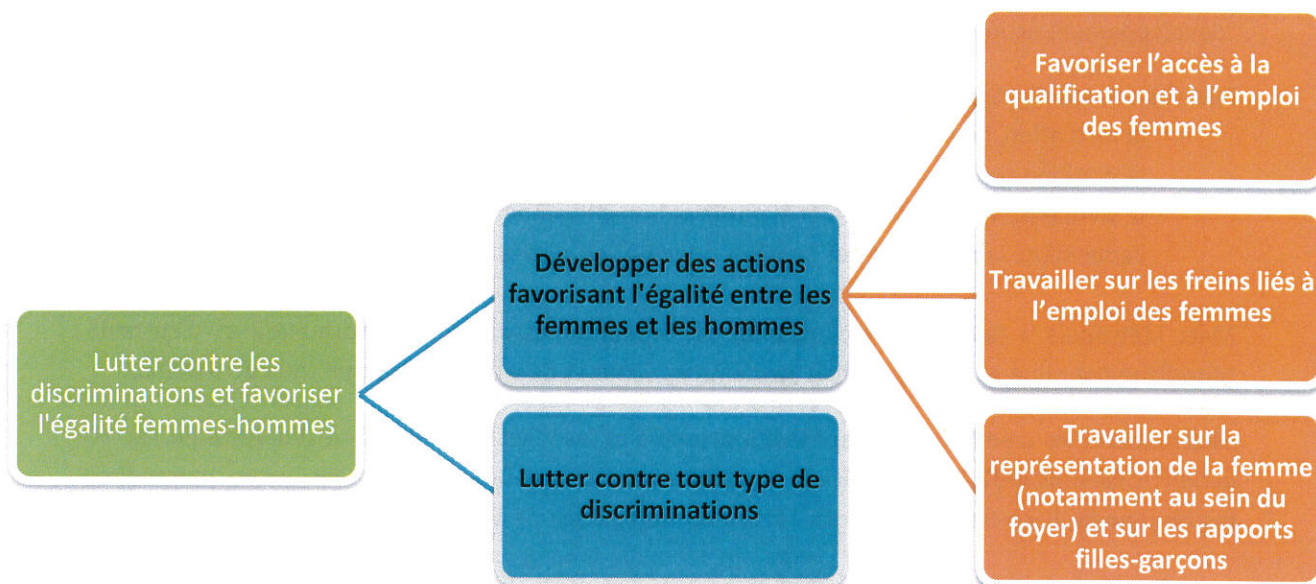 Lutter contre les
discriminations et favoriser
l'égalité femmes-hommes
Développer des actions
favorisant l'égalité entre les
femmes et les hommes
Lutter contre tout type de
discriminations
Favoriser l’accès à la
qualification et à l’emploi
des femmes
Travailler sur les freins liés à
l’emploi des femmes
Travailler sur la
représentation de la femme
(notamment au sein du
foyer) et sur les rapports
filles-garçons